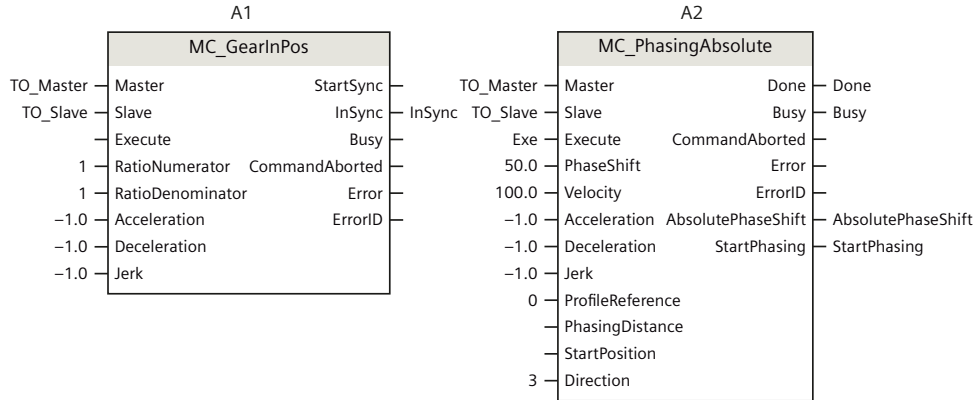 A1
MC_GearInPos
TO_Master Master StartSync
TO_Slave Slave InSync InSync
Execute Busy
1 RatioNumerator CommandAborted
1 RatioDenominator Error
–1.0 Acceleration ErrorID
–1.0 Deceleration
–1.0 Jerk
A2
MC_PhasingAbsolute
TO_Master Master Done Done
TO_Slave Slave Busy Busy
Exe Execute CommandAborted
50.0 PhaseShift Error
100.0 Velocity ErrorID
–1.0 Acceleration AbsolutePhaseShift AbsolutePhaseShift
–1.0 Deceleration StartPhasing StartPhasing
–1.0 Jerk
0 ProfileReference
PhasingDistance
StartPosition
3 Direction